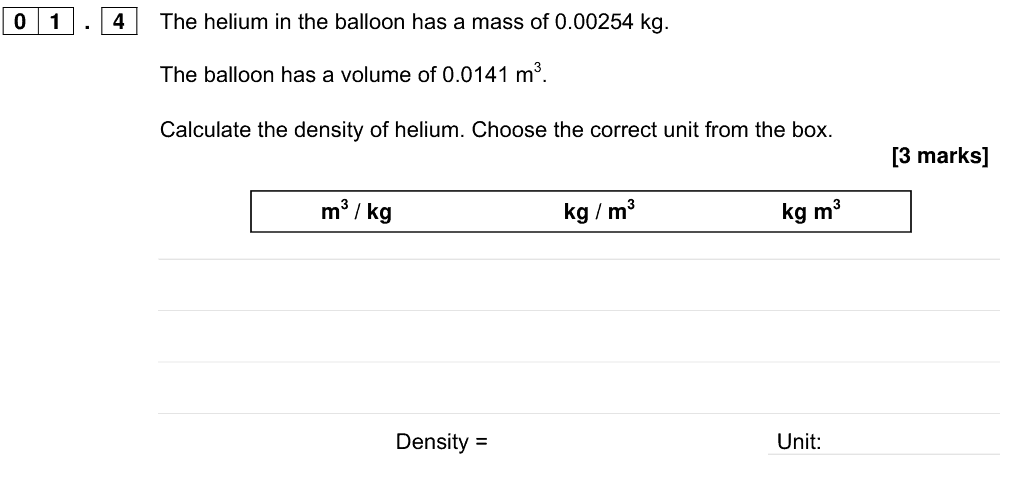 0 1 . 4 The helium in the balloon has a mass of 0.00254 kg.
The balloon has a volume of 0.0141 m³.
Calculate the density of helium. Choose the correct unit from the box.
[3 marks]
m³ / kg kg / m³ kg m³
Density = Unit: